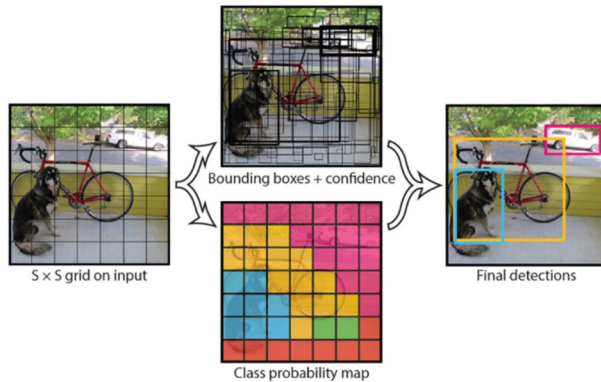 Bounding boxes + confidence
S × S grid on input
Final detections
Class probability map